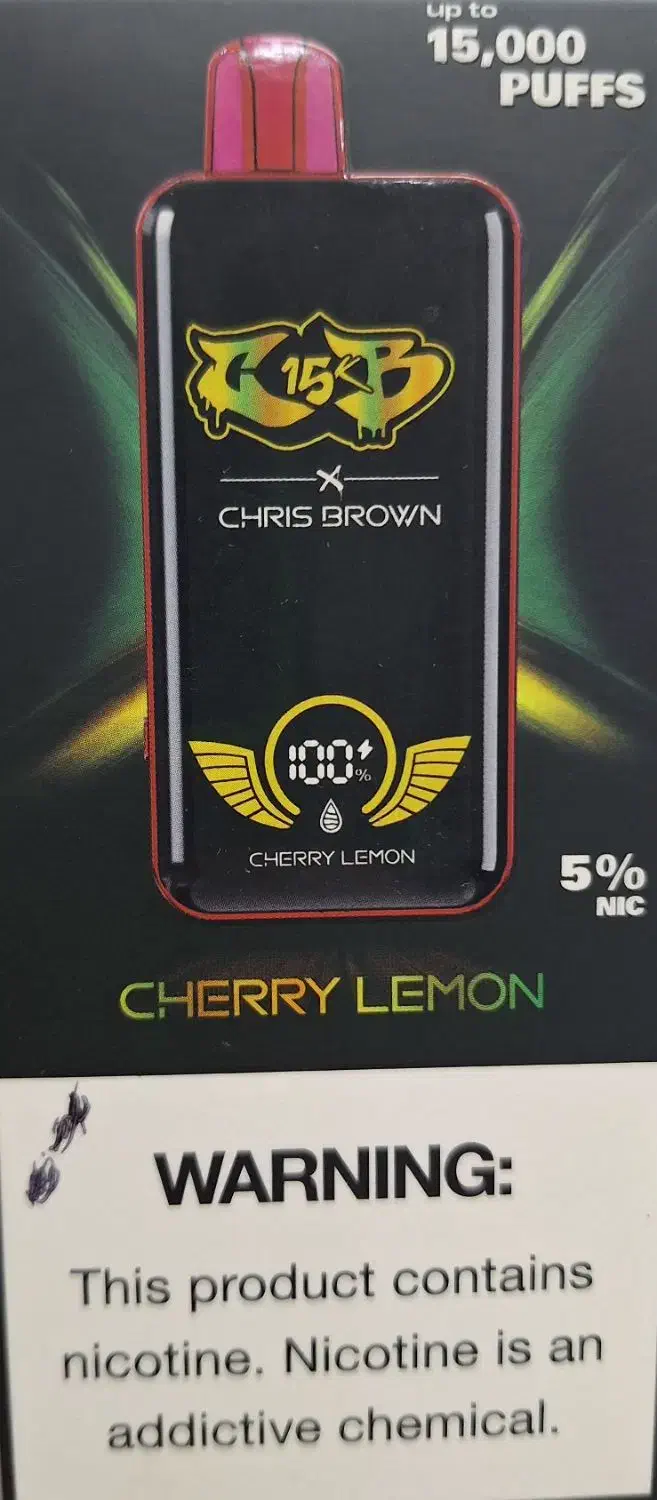 up to
15,000
PUFFS
C 15K B
X
CHRIS BROWN
100%
CHERRY LEMON
5%
NIC
CHERRY LEMON
WARNING:
This product contains
nicotine. Nicotine is an
addictive chemical.